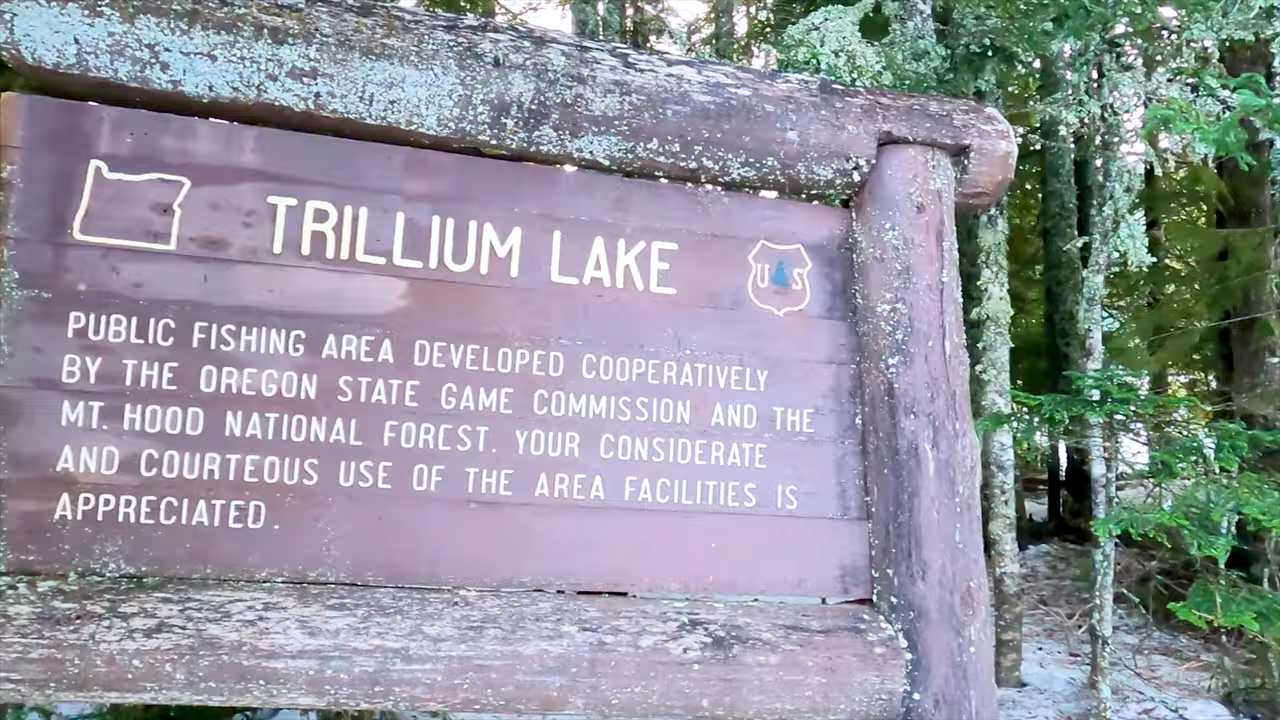 TRILLIUM LAKE
U S
PUBLIC FISHING AREA DEVELOPED COOPERATIVELY
BY THE OREGON STATE GAME COMMISSION AND THE
MT. HOOD NATIONAL FOREST. YOUR CONSIDERATE
AND COURTEOUS USE OF THE AREA FACILITIES IS
APPRECIATED.